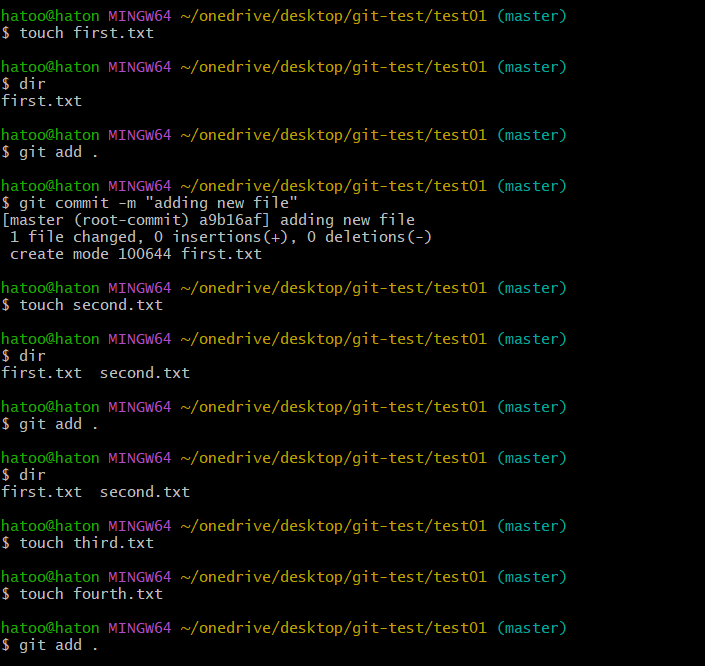 hatoo@haton MINGW64 ~/onedrive/desktop/git-test/test01 (master)
$ touch first.txt
hatoo@haton MINGW64 ~/onedrive/desktop/git-test/test01 (master)
$ dir
first.txt
hatoo@haton MINGW64 ~/onedrive/desktop/git-test/test01 (master)
$ git add .
hatoo@haton MINGW64 ~/onedrive/desktop/git-test/test01 (master)
$ git commit -m "adding new file"
[master (root-commit) a9b16af] adding new file
 1 file changed, 0 insertions(+), 0 deletions(-)
 create mode 100644 first.txt
hatoo@haton MINGW64 ~/onedrive/desktop/git-test/test01 (master)
$ touch second.txt
hatoo@haton MINGW64 ~/onedrive/desktop/git-test/test01 (master)
$ dir
first.txt  second.txt
hatoo@haton MINGW64 ~/onedrive/desktop/git-test/test01 (master)
$ git add .
hatoo@haton MINGW64 ~/onedrive/desktop/git-test/test01 (master)
$ dir
first.txt  second.txt
hatoo@haton MINGW64 ~/onedrive/desktop/git-test/test01 (master)
$ touch third.txt
hatoo@haton MINGW64 ~/onedrive/desktop/git-test/test01 (master)
$ touch fourth.txt
hatoo@haton MINGW64 ~/onedrive/desktop/git-test/test01 (master)
$ git add .